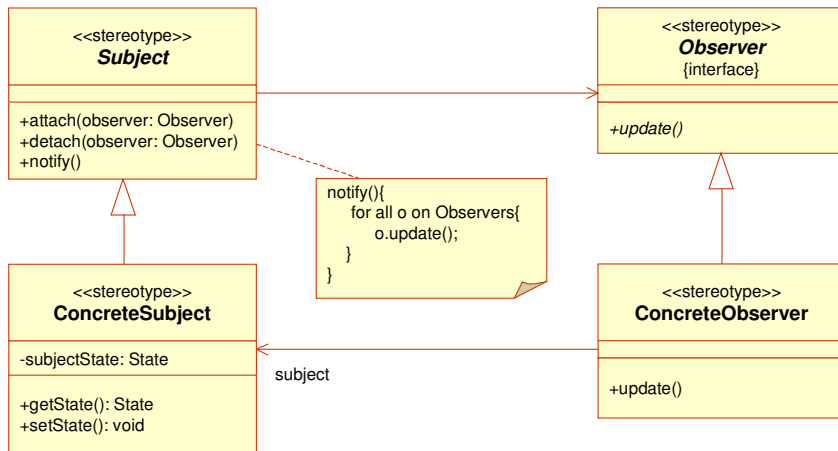 <<stereotype>>
Subject
+attach(observer: Observer)
+detach(observer: Observer)
+notify()
<<stereotype>>
Observer
{interface}
+update()
notify(){
for all o on Observers{
o.update();
}
}
<<stereotype>>
ConcreteSubject
-subjectState: State
+getState(): State
+setState(): void
subject
<<stereotype>>
ConcreteObserver
+update()